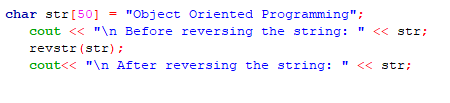 char str[50] = "Object Oriented Programming";
cout << "\n Before reversing the string: " << str;
revstr(str);
cout<< "\n After reversing the string: " << str;